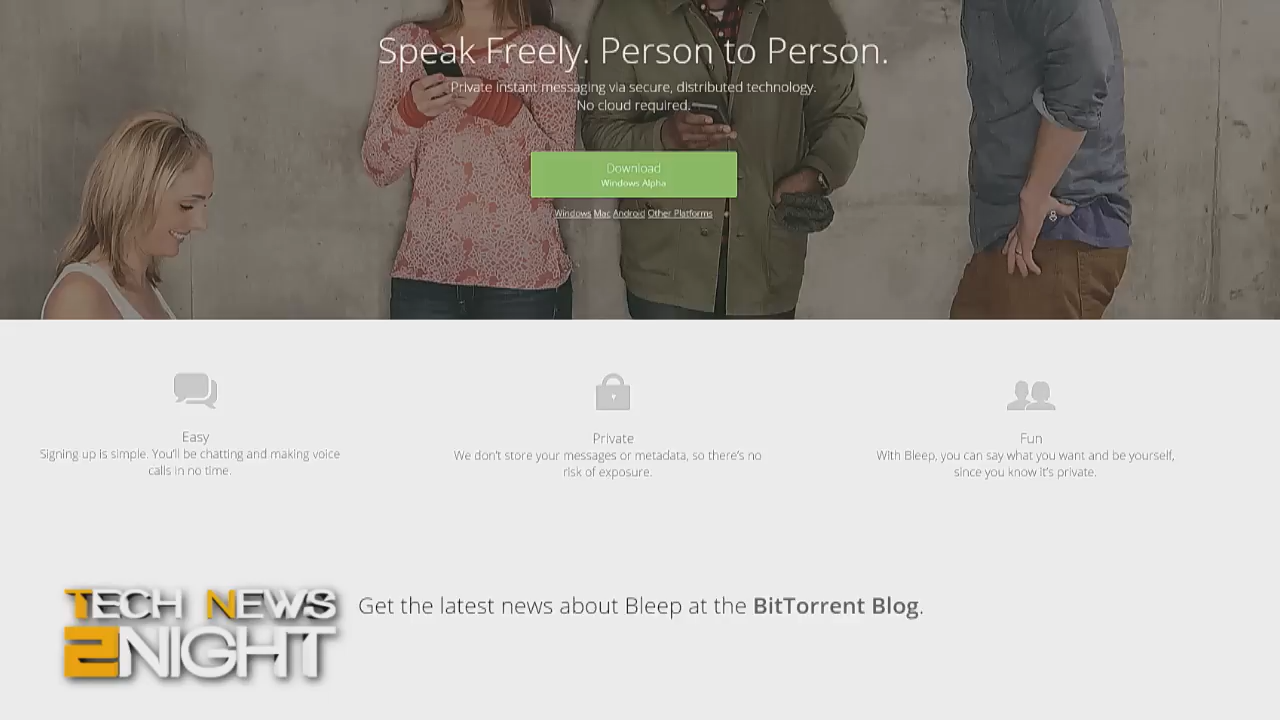 Speak Freely. Person to Person.
Private instant messaging via secure, distributed technology.
No cloud required.
Download
Windows Alpha
Windows Mac Android Other Platforms
Easy
Signing up is simple. You'll be chatting and making voice
calls in no time.
Private
We don't store your messages or metadata, so there's no
risk of exposure.
Fun
With Bleep, you can say what you want and be yourself,
since you know it's private.
Get the latest news about Bleep at the BitTorrent Blog.
TECH NEWS
2NIGHT